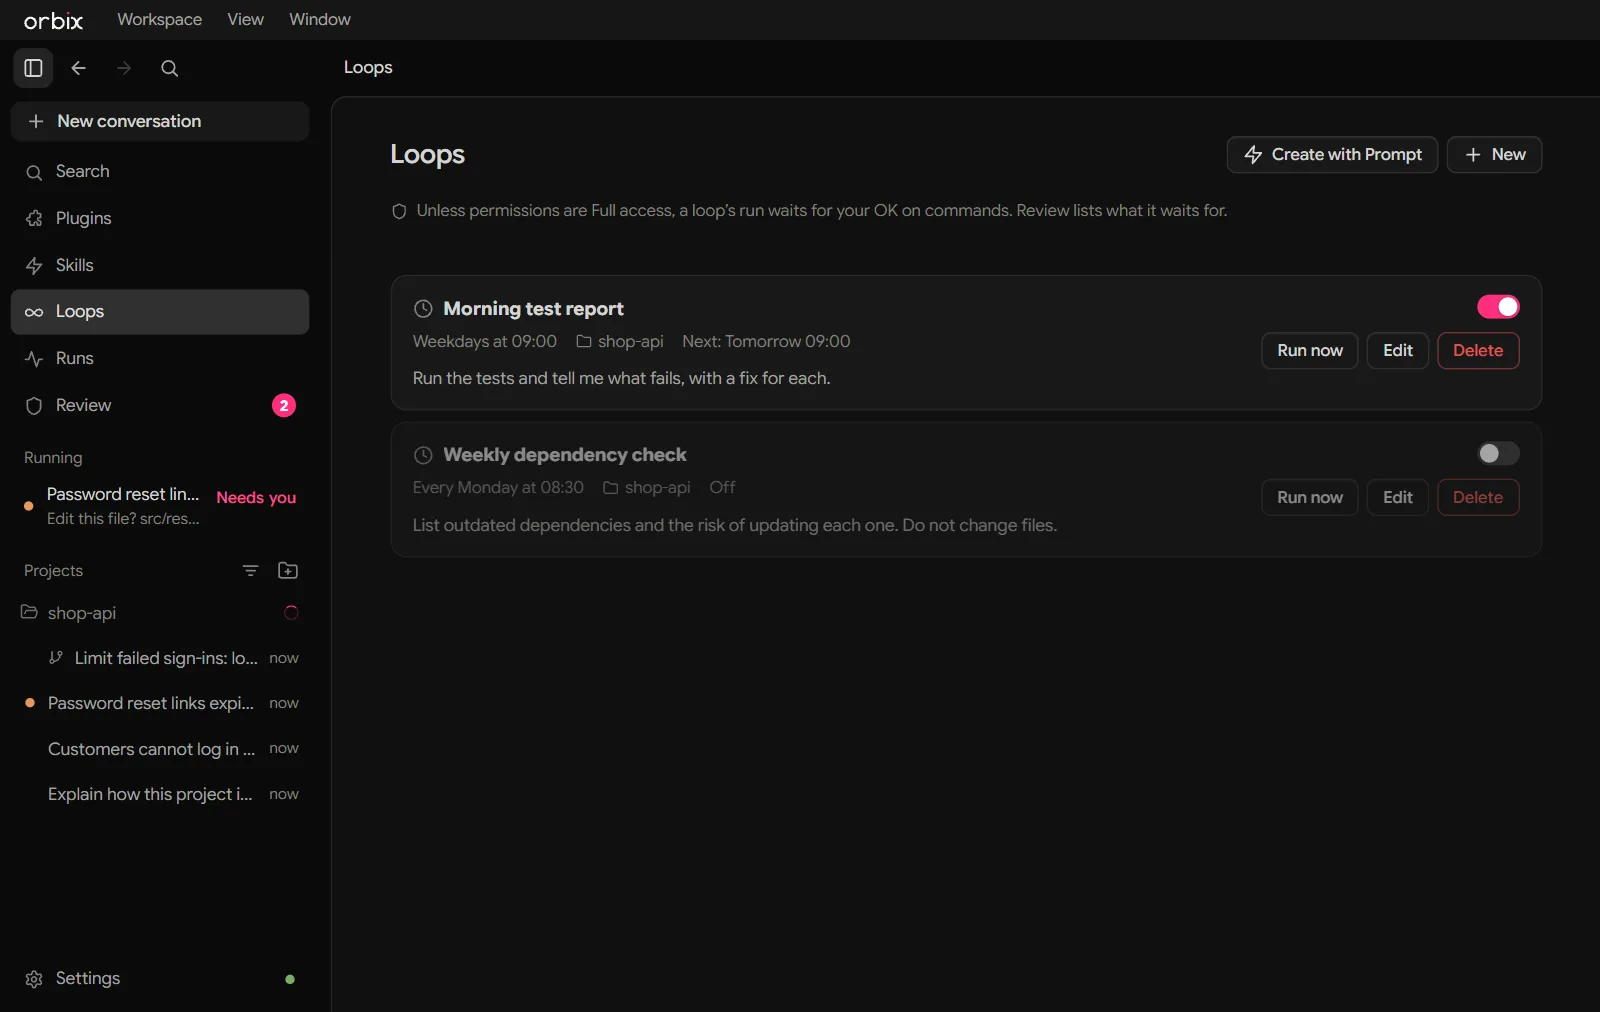 orbix Workspace View Window
Loops
New conversation
Search
Plugins
Skills
Loops
Runs
Review 2
Running
Password reset lin... Needs you
Edit this file? src/res...
Projects
shop-api
Limit failed sign-ins: lo... now
Password reset links expi... now
Customers cannot log in ... now
Explain how this project i... now
Settings
Loops
Create with Prompt
New
Unless permissions are Full access, a loop's run waits for your OK on commands. Review lists what it waits for.
Morning test report
Weekdays at 09:00 shop-api Next: Tomorrow 09:00
Run the tests and tell me what fails, with a fix for each.
Run now Edit Delete
Weekly dependency check
Every Monday at 08:30 shop-api Off
List outdated dependencies and the risk of updating each one. Do not change files.
Run now Edit Delete